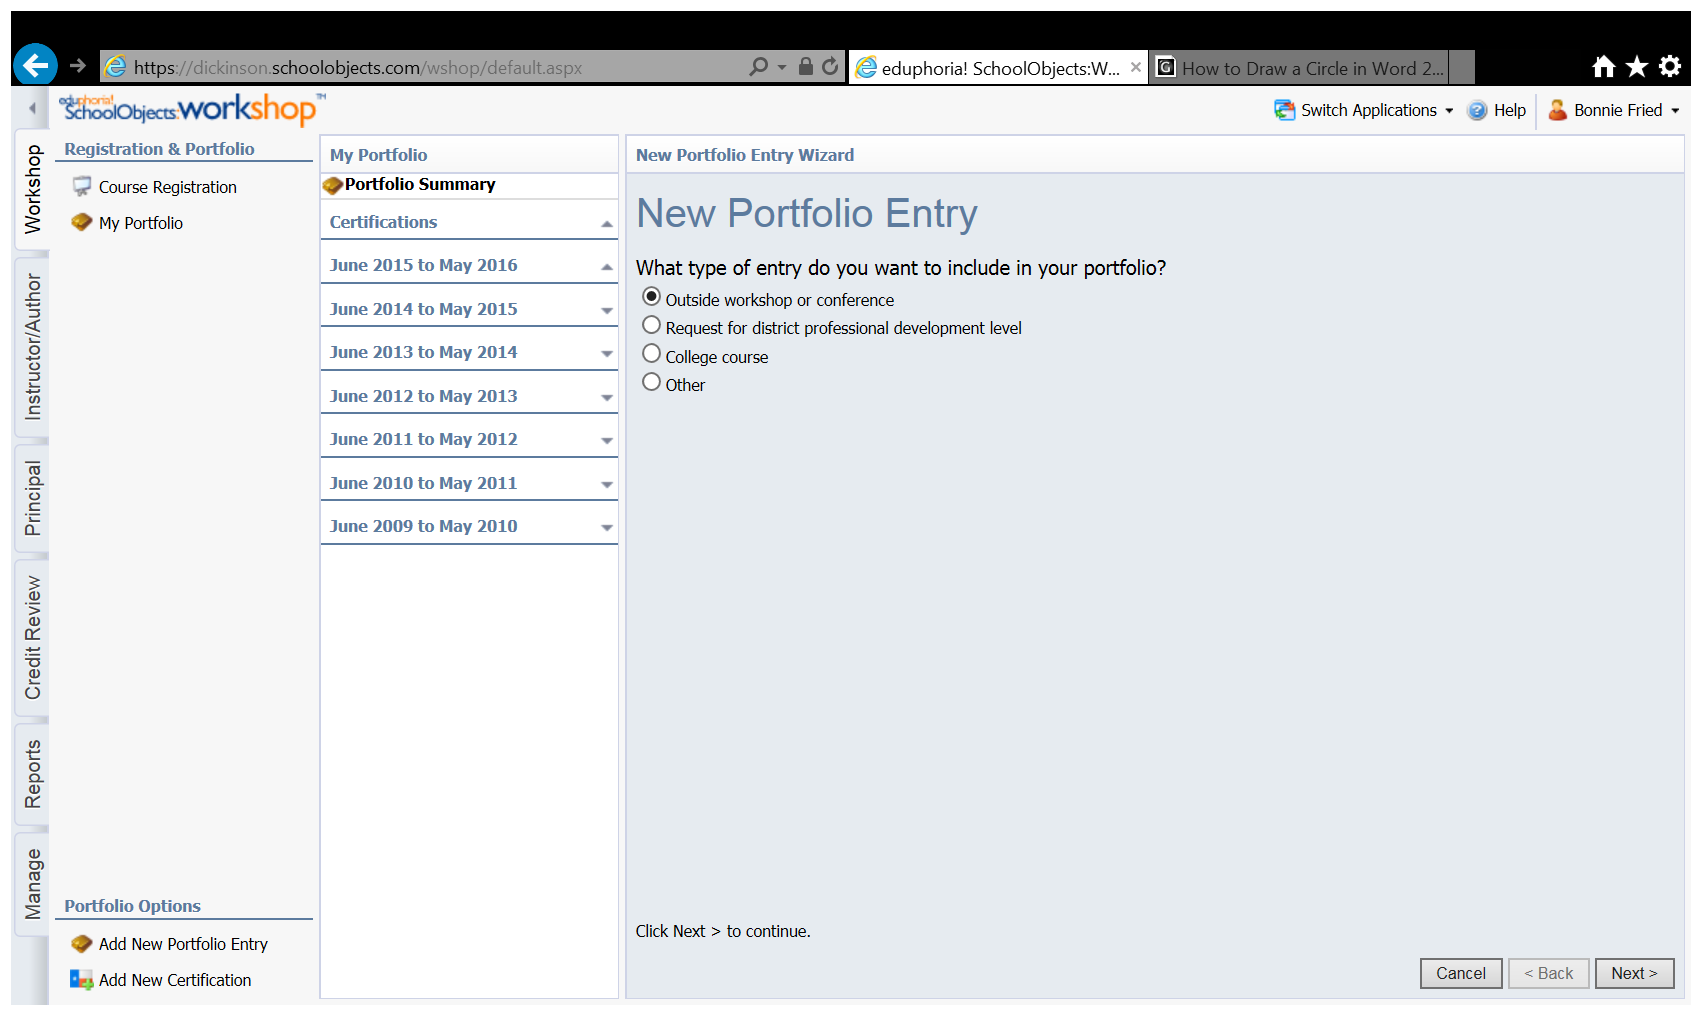 https://dickinson.schoolobjects.com/wshop/default.aspx
eduphoria! SchoolObjects:W...
How to Draw a Circle in Word 2...
eduphoria!
SchoolObjects:workshop™
Switch Applications
Help
Bonnie Fried
Workshop
Instructor/Author
Principal
Credit Review
Reports
Manage
Registration & Portfolio
Course Registration
My Portfolio
Portfolio Options
Add New Portfolio Entry
Add New Certification
My Portfolio
Portfolio Summary
Certifications
June 2015 to May 2016
June 2014 to May 2015
June 2013 to May 2014
June 2012 to May 2013
June 2011 to May 2012
June 2010 to May 2011
June 2009 to May 2010
New Portfolio Entry Wizard
New Portfolio Entry
What type of entry do you want to include in your portfolio?
Outside workshop or conference
Request for district professional development level
College course
Other
Click Next > to continue.
Cancel
< Back
Next >